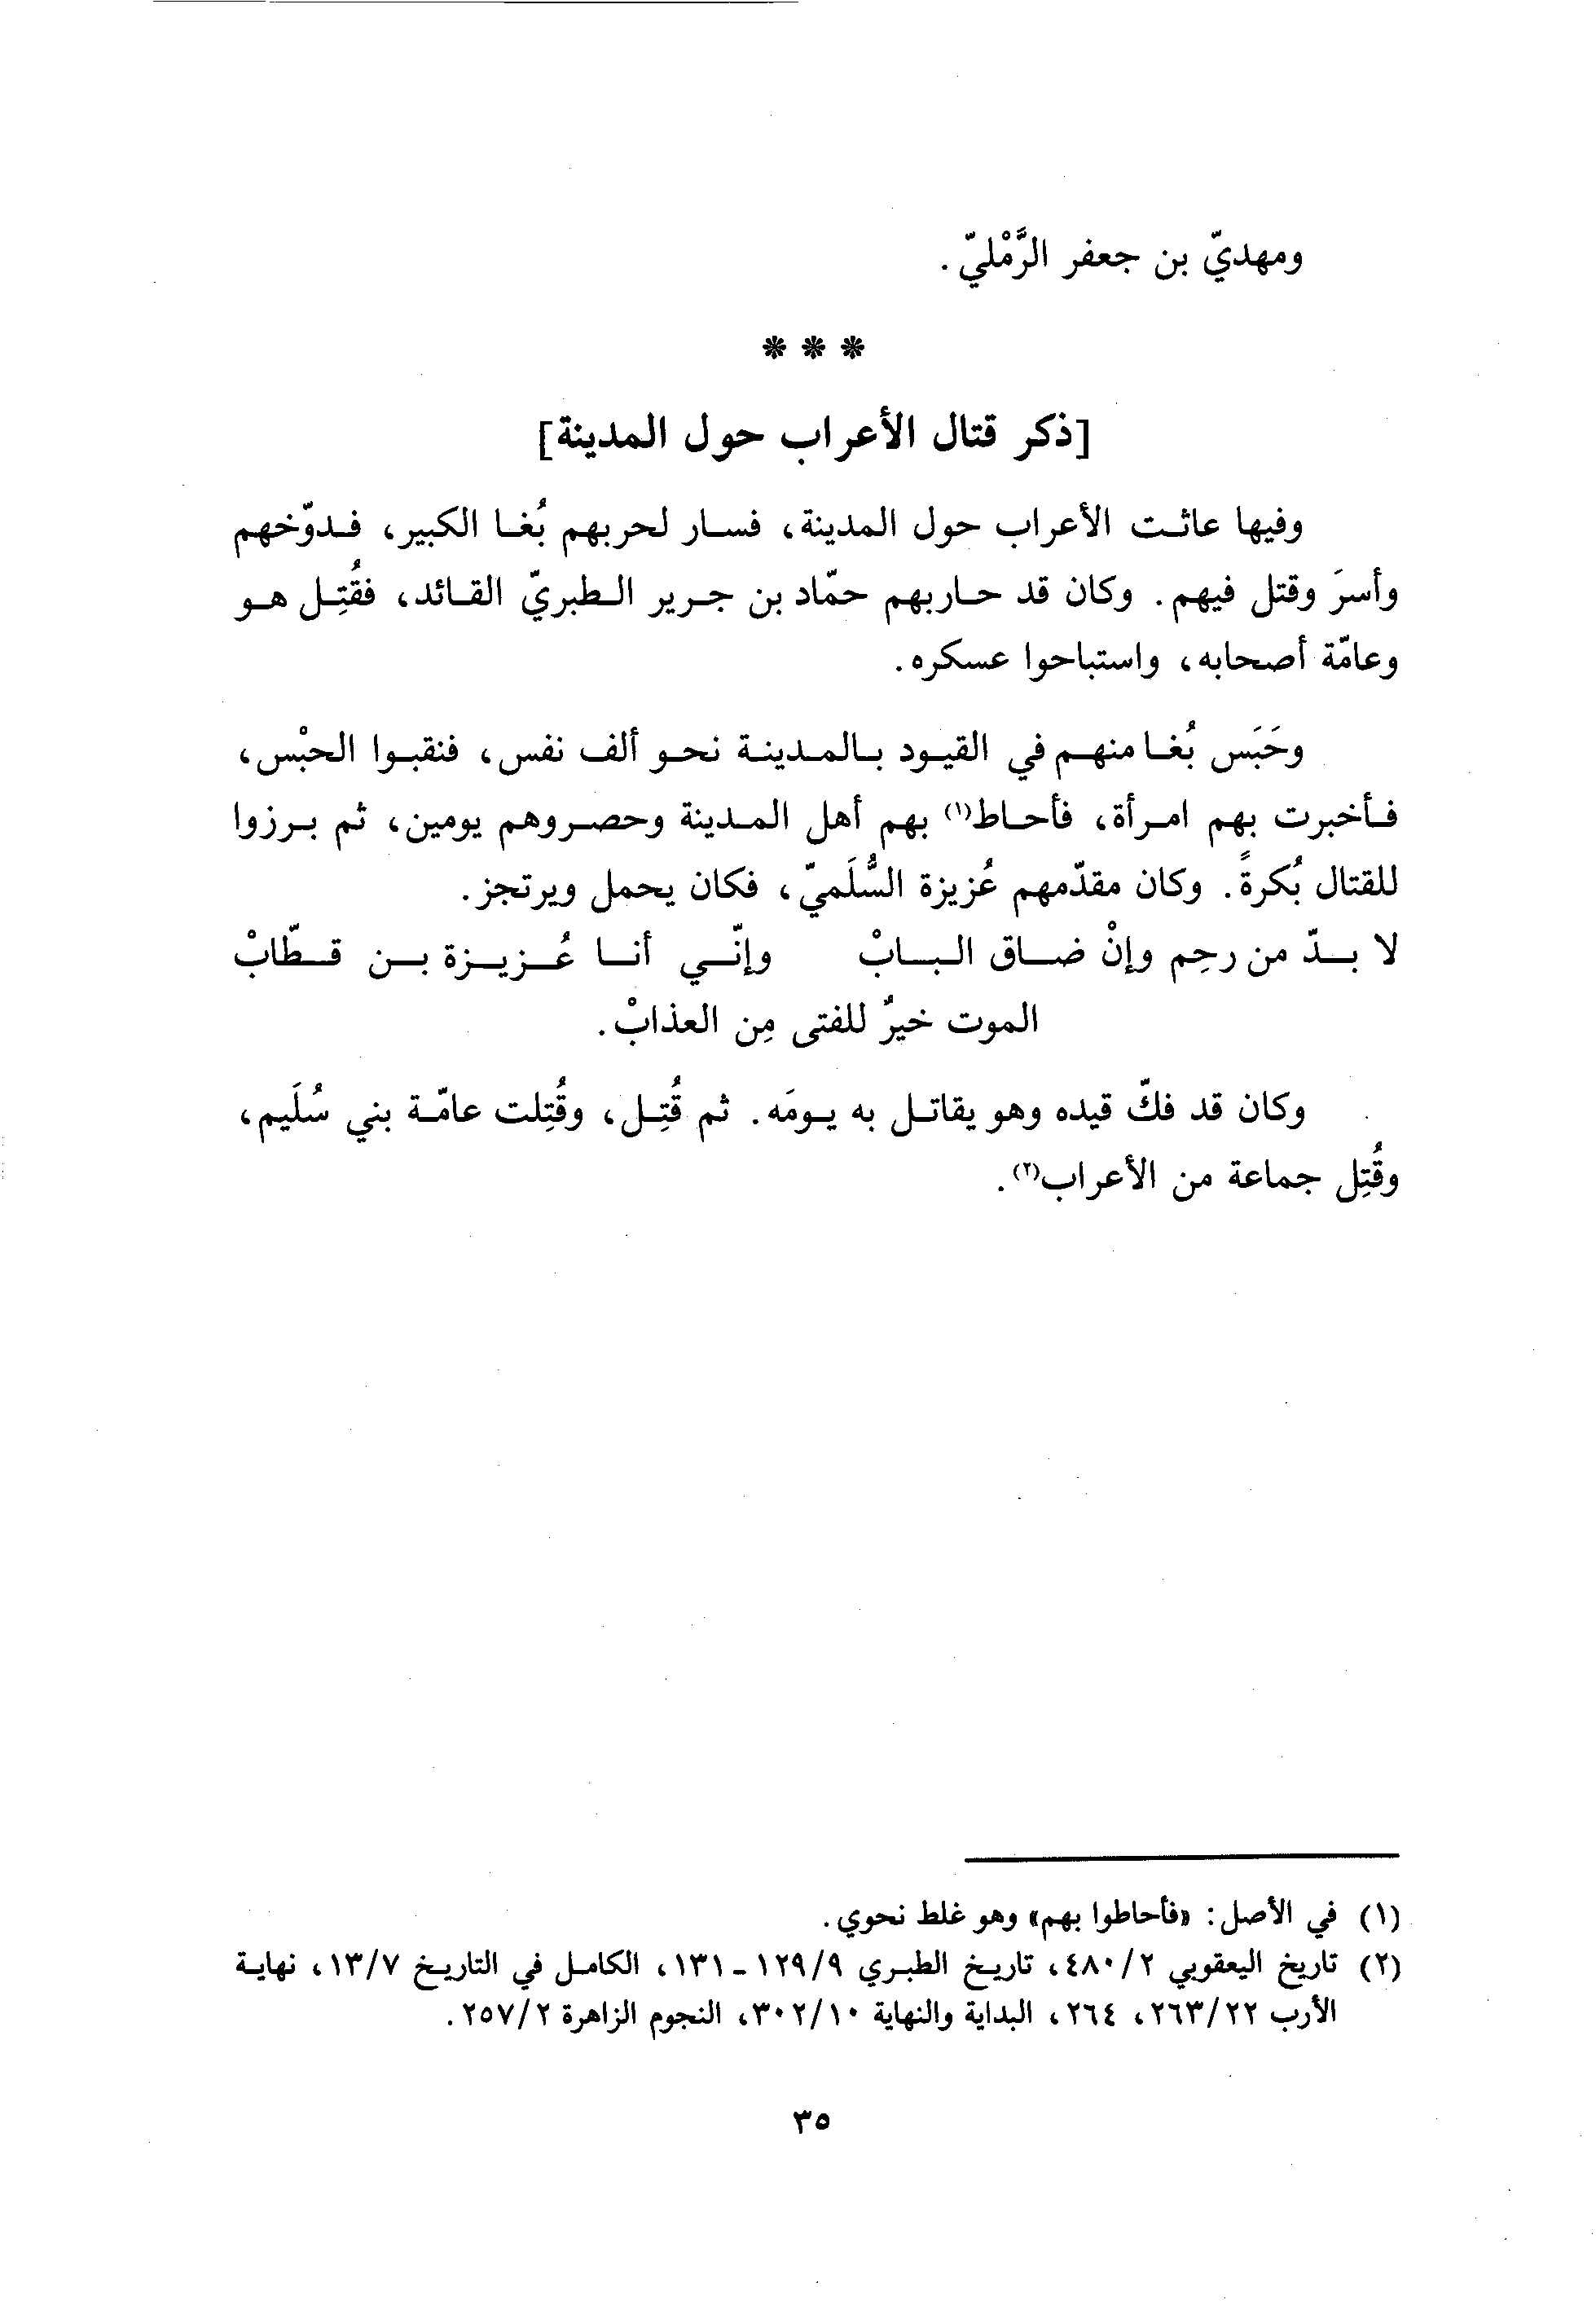 ومهديّ بن جعفر الرَّمْليّ.
* * *
[ذكر قتال الأعراب حول المدينة]
وفيها عاثت الأعراب حول المدينة، فسار لحربهم بُغا الكبير، فدوّخهم
وأسرَ وقتل فيهم. وكان قد حاربهم حمّاد بن جرير الطبريّ القائد، فقُتِل هو
وعامّة أصحابه، واستباحوا عسكره.
وحَبَس بُغا منهم في القيود بالمدينة نحو ألف نفس، فنقبوا الحبْس،
فأخبرت بهم امرأة، فأحاط(١) بهم أهل المدينة وحصروهم يومين، ثم برزوا
للقتال بُكرةً. وكان مقدّمهم عُزيزة السُّلَميّ، فكان يحمل ويرتجز.
لا بدّ من رحِم وإنْ ضاق البابْ وإنّي أنا عُزيزة بن قطّابْ
الموت خيرٌ للفتى مِن العذابْ.
وكان قد فكّ قيده وهو يقاتل به يومَه. ثم قُتِل، وقُتِلت عامّة بني سُلَيم،
وقُتِل جماعة من الأعراب(٢).
(١) في الأصل: «فأحاطوا بهم» وهو غلط نحوي.
(٢) تاريخ اليعقوبي ٢/٤٨٠، تاريخ الطبري ٩/١٢٩ - ١٣١، الكامل في التاريخ ٧/١٣، نهاية
الأرب ٢٢/٢٦٣، ٢٦٤، البداية والنهاية ١٠/٣٠٢، النجوم الزاهرة ٢/٢٥٧.
٣٥